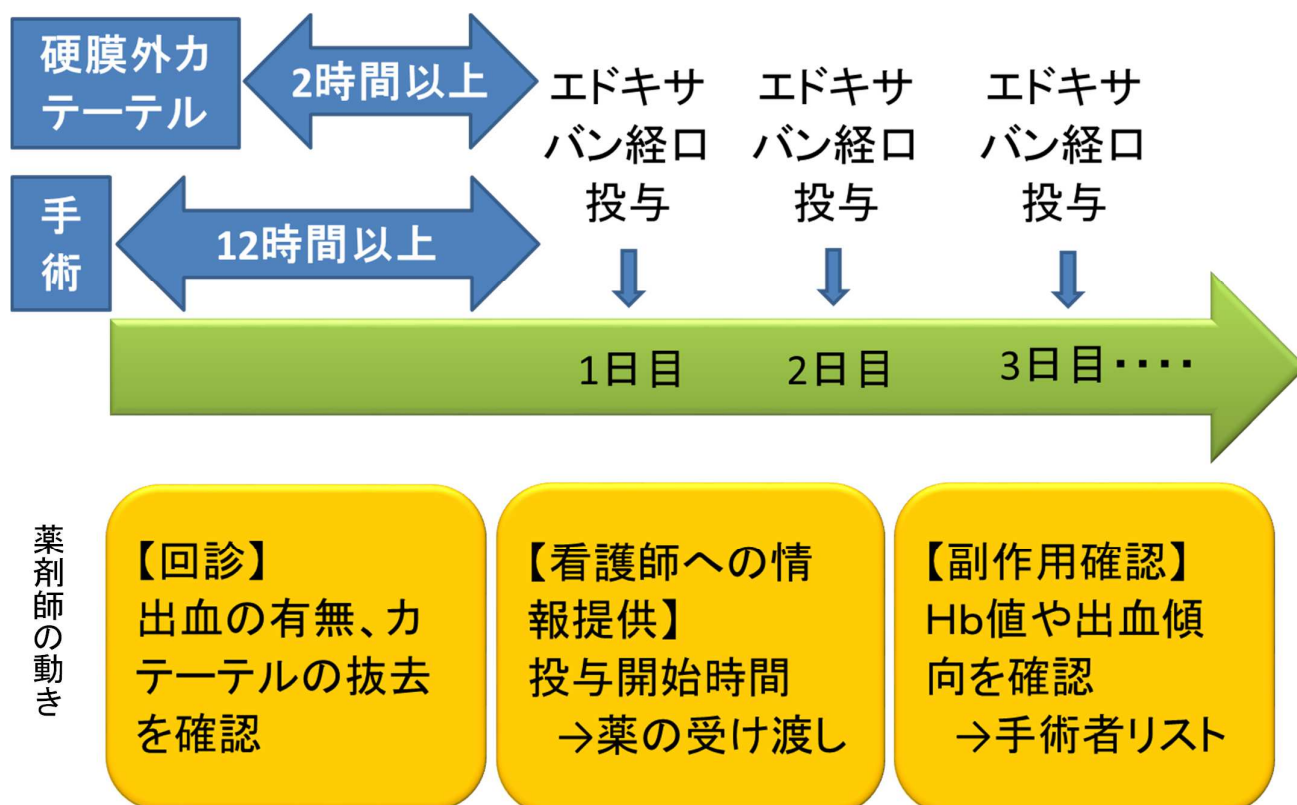 硬膜外カ
テーテル
2時間以上
エドキサ
バン経口
投与
エドキサ
バン経口
投与
エドキサ
バン経口
投与
手
術
12時間以上
1日目
2日目
3日目・・・・
薬剤師の動き
【回診】
出血の有無、カ
テーテルの抜去
を確認
【看護師への情
報提供】
投与開始時間
→薬の受け渡し
【副作用確認】
Hb値や出血傾
向を確認
→手術者リスト